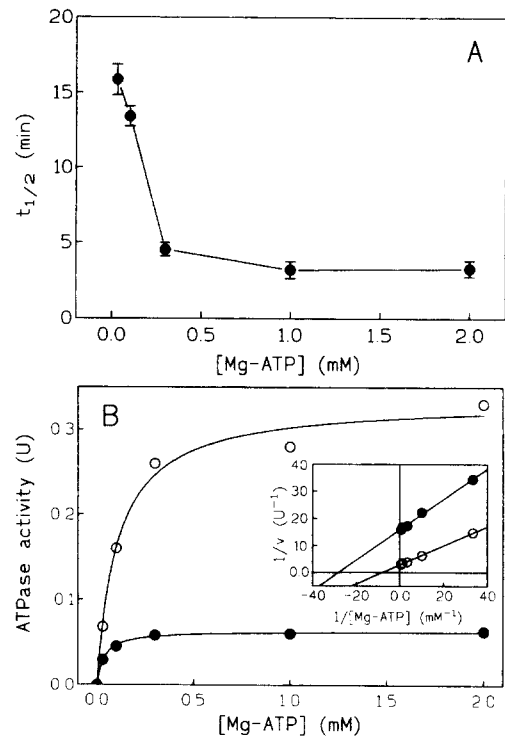 A
20
15
10
5
0
t1/2 (min)
0.0 0.5 1.0 1.5 2.0
[Mg-ATP] (mM)
B
0.3
0.2
0.1
0.0
ATPase activity (U)
40
30
20
10
0.0
1/v (U-1)
-40 -20 0.0 20 40
1/[Mg-ATP] (mM-1)
0.0 0.5 1.0 1.5 2.0
[Mg-ATP] (mM)